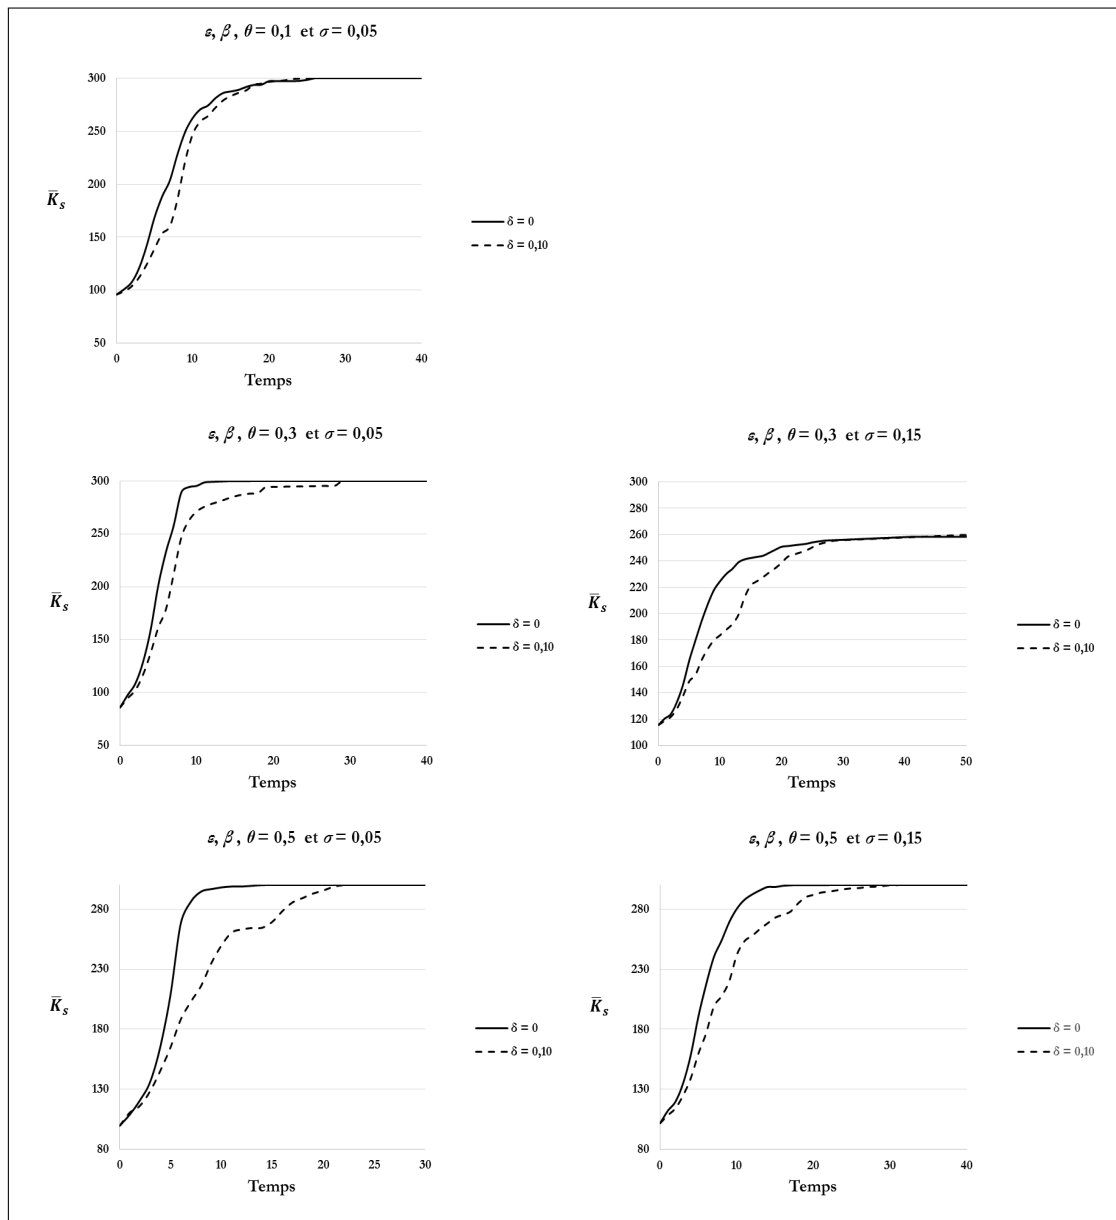 ε, β, θ = 0,1 et σ = 0,05
300
250
200
150
100
50
K̄s
0 10 20 30 40
Temps
δ = 0
δ = 0,10
ε, β, θ = 0,3 et σ = 0,05
300
250
200
150
100
50
K̄s
0 10 20 30 40
Temps
δ = 0
δ = 0,10
ε, β, θ = 0,3 et σ = 0,15
300
280
260
240
220
200
180
160
140
120
100
K̄s
0 10 20 30 40 50
Temps
δ = 0
δ = 0,10
ε, β, θ = 0,5 et σ = 0,05
280
230
180
130
80
K̄s
0 5 10 15 20 25 30
Temps
δ = 0
δ = 0,10
ε, β, θ = 0,5 et σ = 0,15
280
230
180
130
80
K̄s
0 10 20 30 40
Temps
δ = 0
δ = 0,10